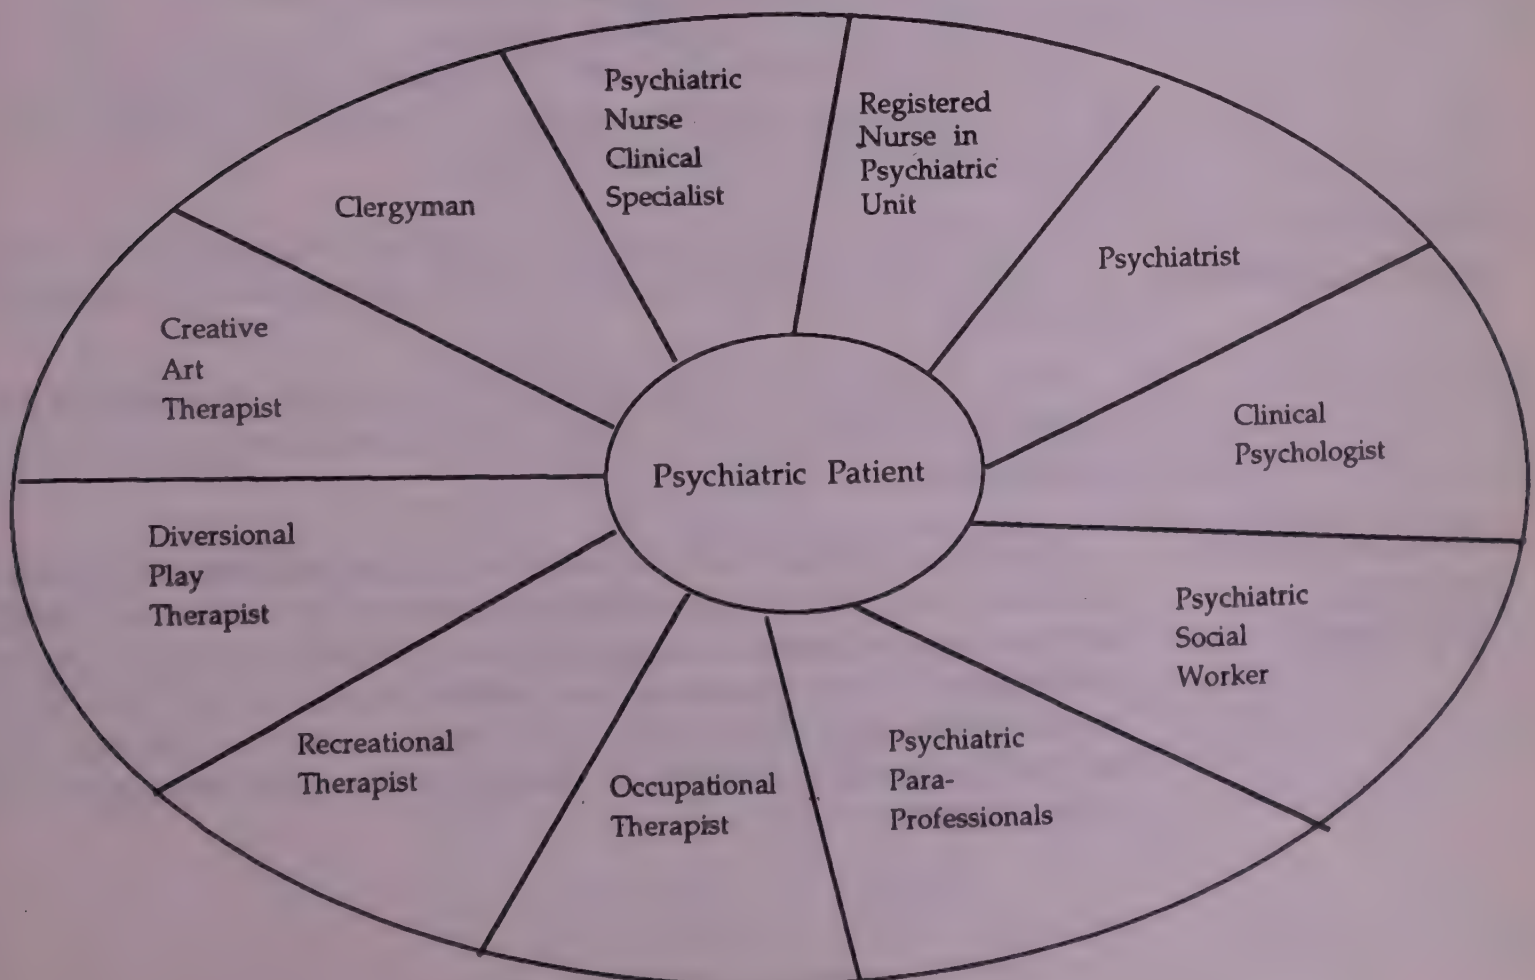 Psychiatric
Nurse
Clinical
Specialist
Registered
Nurse in
Psychiatric
Unit
Psychiatrist
Clinical
Psychologist
Psychiatric
Social
Worker
Psychiatric
Para-
Professionals
Occupational
Therapist
Recreational
Therapist
Diversional
Play
Therapist
Creative
Art
Therapist
Clergyman
Psychiatric Patient